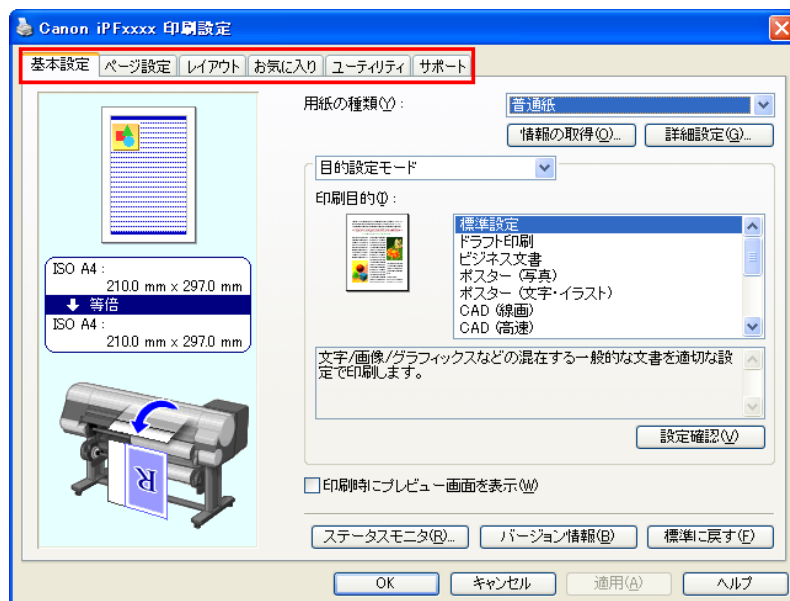 Canon iPFxxxx 印刷設定
基本設定 ページ設定 レイアウト お気に入り ユーティリティ サポート
用紙の種類(Y):
普通紙
情報の取得(O)...
詳細設定(G)...
目的設定モード
印刷目的(I):
標準設定
ドラフト印刷
ビジネス文書
ポスター (写真)
ポスター (文字・イラスト)
CAD (線画)
CAD (高速)
ISO A4 :
210.0 mm x 297.0 mm
等倍
ISO A4 :
210.0 mm x 297.0 mm
文字/画像/グラフィックスなどの混在する一般的な文書を適切な設
定で印刷します。
設定確認(V)
R
印刷時にプレビュー画面を表示(W)
ステータスモニタ(R)...
バージョン情報(B)
標準に戻す(F)
OK
キャンセル
適用(A)
ヘルプ